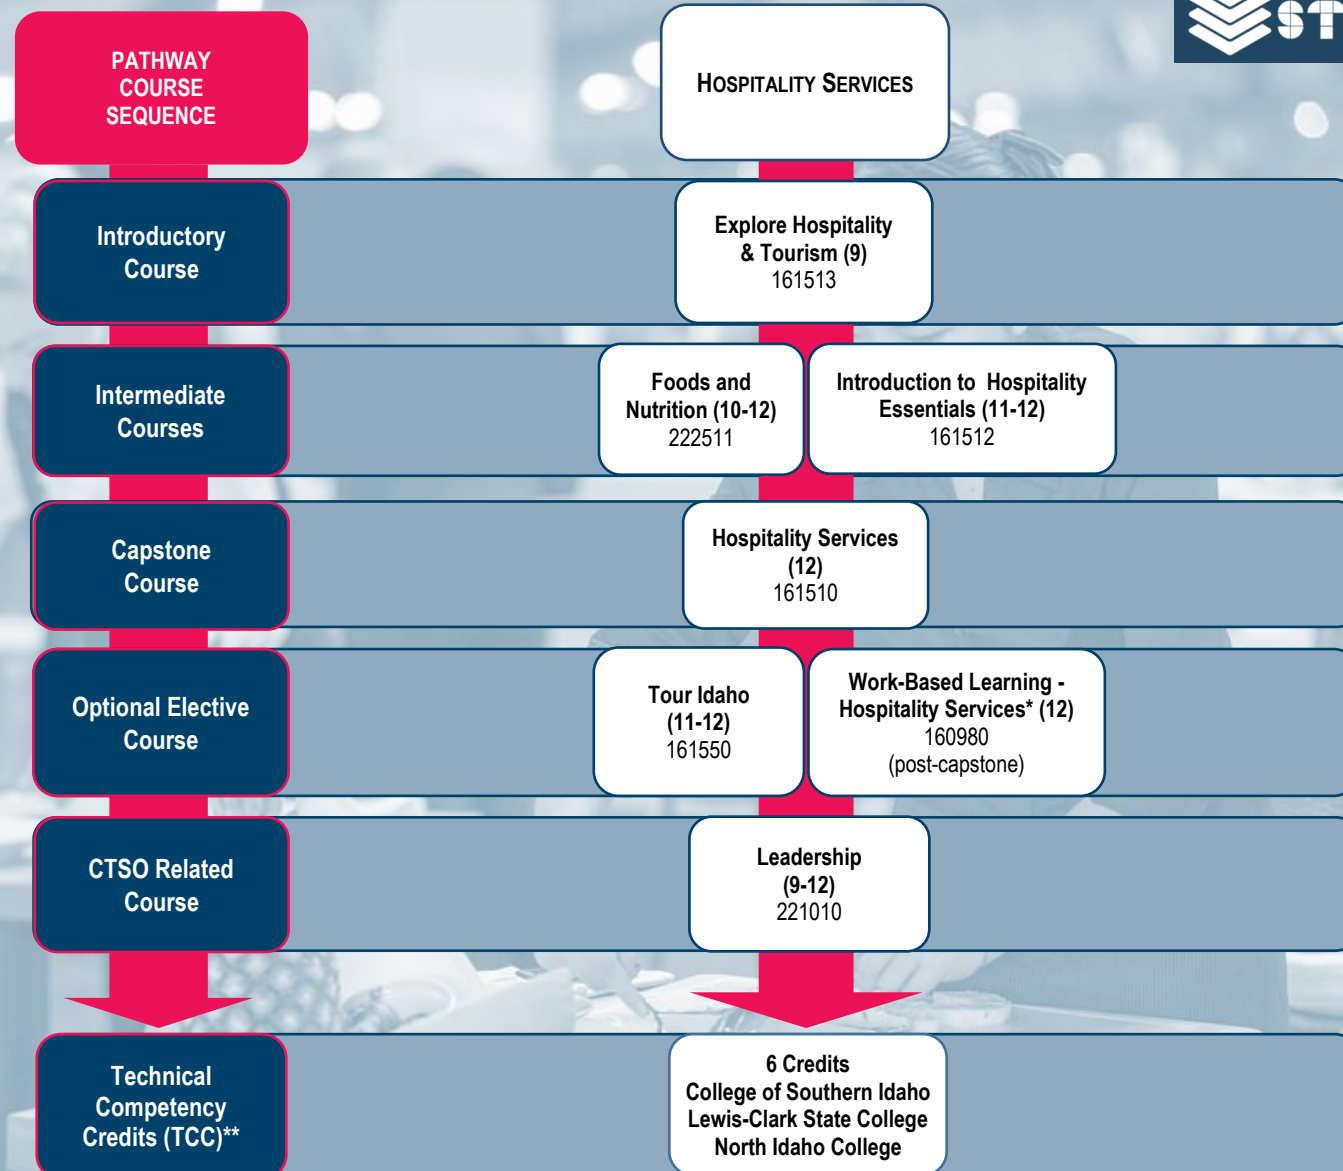 PATHWAY
COURSE
SEQUENCE
HOSPITALITY SERVICES
ST
Introductory
Course
Explore Hospitality
& Tourism (9)
161513
Intermediate
Courses
Foods and
Nutrition (10-12)
222511
Introduction to Hospitality
Essentials (11-12)
161512
Capstone
Course
Hospitality Services
(12)
161510
Optional Elective
Course
Tour Idaho
(11-12)
161550
Work-Based Learning -
Hospitality Services* (12)
160980
(post-capstone)
CTSO Related
Course
Leadership
(9-12)
221010
Technical
Competency
Credits (TCC)**
6 Credits
College of Southern Idaho
Lewis-Clark State College
North Idaho College